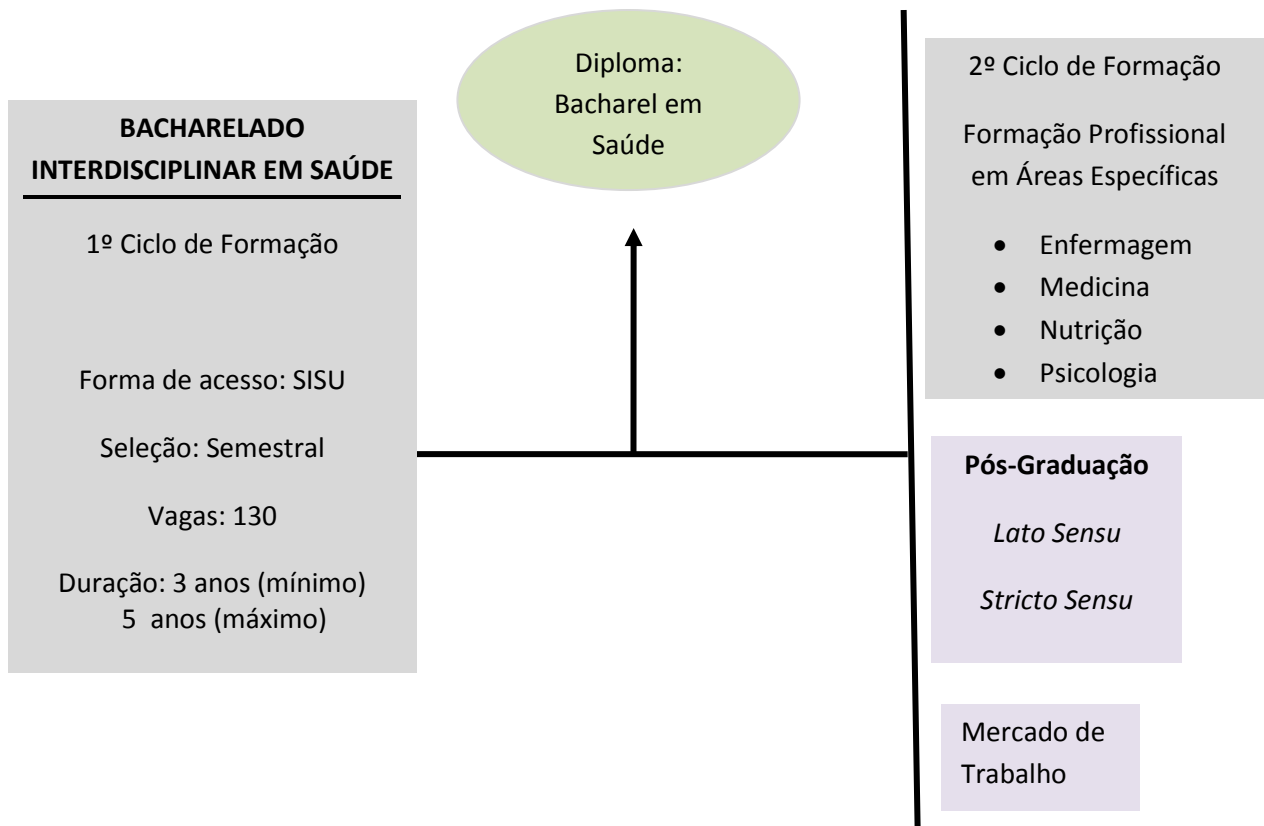 BACHARELADO
INTERDISCIPLINAR EM SAÚDE
1º Ciclo de Formação
Forma de acesso: SISU
Seleção: Semestral
Vagas: 130
Duração: 3 anos (mínimo)
5 anos (máximo)
Diploma:
Bacharel em
Saúde
2º Ciclo de Formação
Formação Profissional
em Áreas Específicas
• Enfermagem
• Medicina
• Nutrição
• Psicologia
Pós-Graduação
Lato Sensu
Stricto Sensu
Mercado de
Trabalho